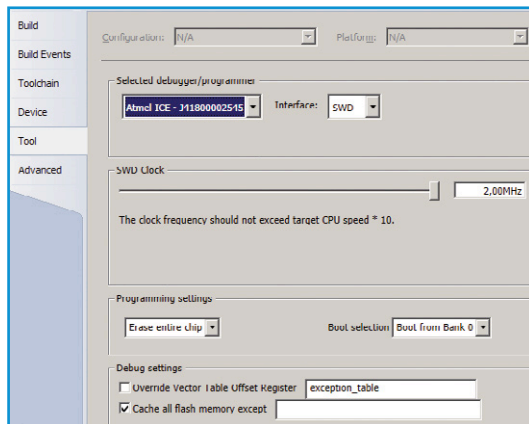 Build
Build Events
Toolchain
Device
Tool
Advanced
Configuration: N/A Platform: N/A
Selected debugger/programmer
Atmel ICE - J41800002545 Interface: SWD
SWD Clock
2,00MHz
The clock frequency should not exceed target CPU speed * 10.
Programming settings
Erase entire chip Boot selection Boot from Bank 0
Debug settings
Override Vector Table Offset Register exception_table
Cache all flash memory except